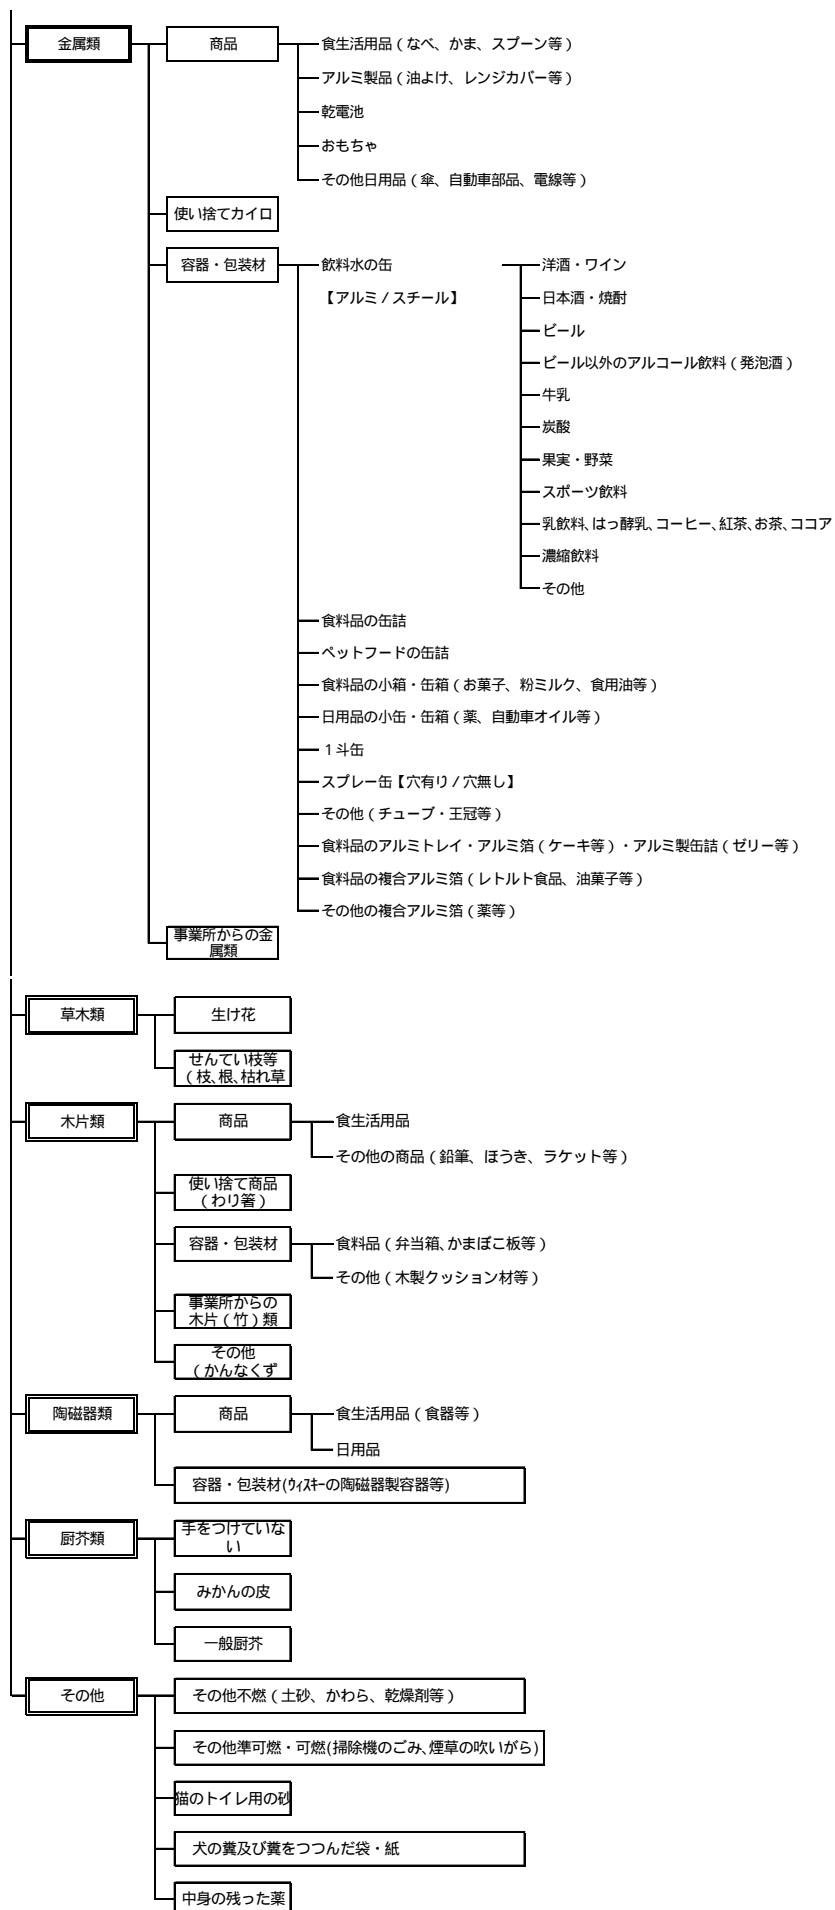 金属類
商品
食生活用品（なべ、かま、スプーン等）
アルミ製品（油よけ、レンジカバー等）
乾電池
おもちゃ
その他日用品（傘、自動車部品、電線等）
使い捨てカイロ
容器・包装材
飲料水の缶
【アルミ／スチール】
洋酒・ワイン
日本酒・焼酎
ビール
ビール以外のアルコール飲料（発泡酒）
牛乳
炭酸
果実・野菜
スポーツ飲料
乳飲料、はっ酵乳、コーヒー、紅茶、お茶、ココア
濃縮飲料
その他
食料品の缶詰
ペットフードの缶詰
食料品の小箱・缶箱（お菓子、粉ミルク、食用油等）
日用品の小缶・缶箱（薬、自動車オイル等）
１斗缶
スプレー缶【穴有り／穴無し】
その他（チューブ・王冠等）
食料品のアルミトレイ・アルミ箔（ケーキ等）・アルミ製缶詰（ゼリー等）
食料品の複合アルミ箔（レトルト食品、油菓子等）
その他の複合アルミ箔（薬等）
事業所からの金
属類
草木類
生け花
せんてい枝等
（枝、根、枯れ草
木片類
商品
食生活用品
その他の商品（鉛筆、ほうき、ラケット等）
使い捨て商品
（わり箸）
容器・包装材
食料品（弁当箱、かまぼこ板等）
その他（木製クッション材等）
事業所からの
木片（竹）類
その他
（かんなくず
陶磁器類
商品
食生活用品（食器等）
日用品
容器・包装材(ｳｨｽｷｰの陶磁器製容器等)
厨芥類
手をつけていな
い
みかんの皮
一般厨芥
その他
その他不燃（土砂、かわら、乾燥剤等）
その他準可燃・可燃(掃除機のごみ、煙草の吹いがら)
猫のトイレ用の砂
犬の糞及び糞をつつんだ袋・紙
中身の残った薬